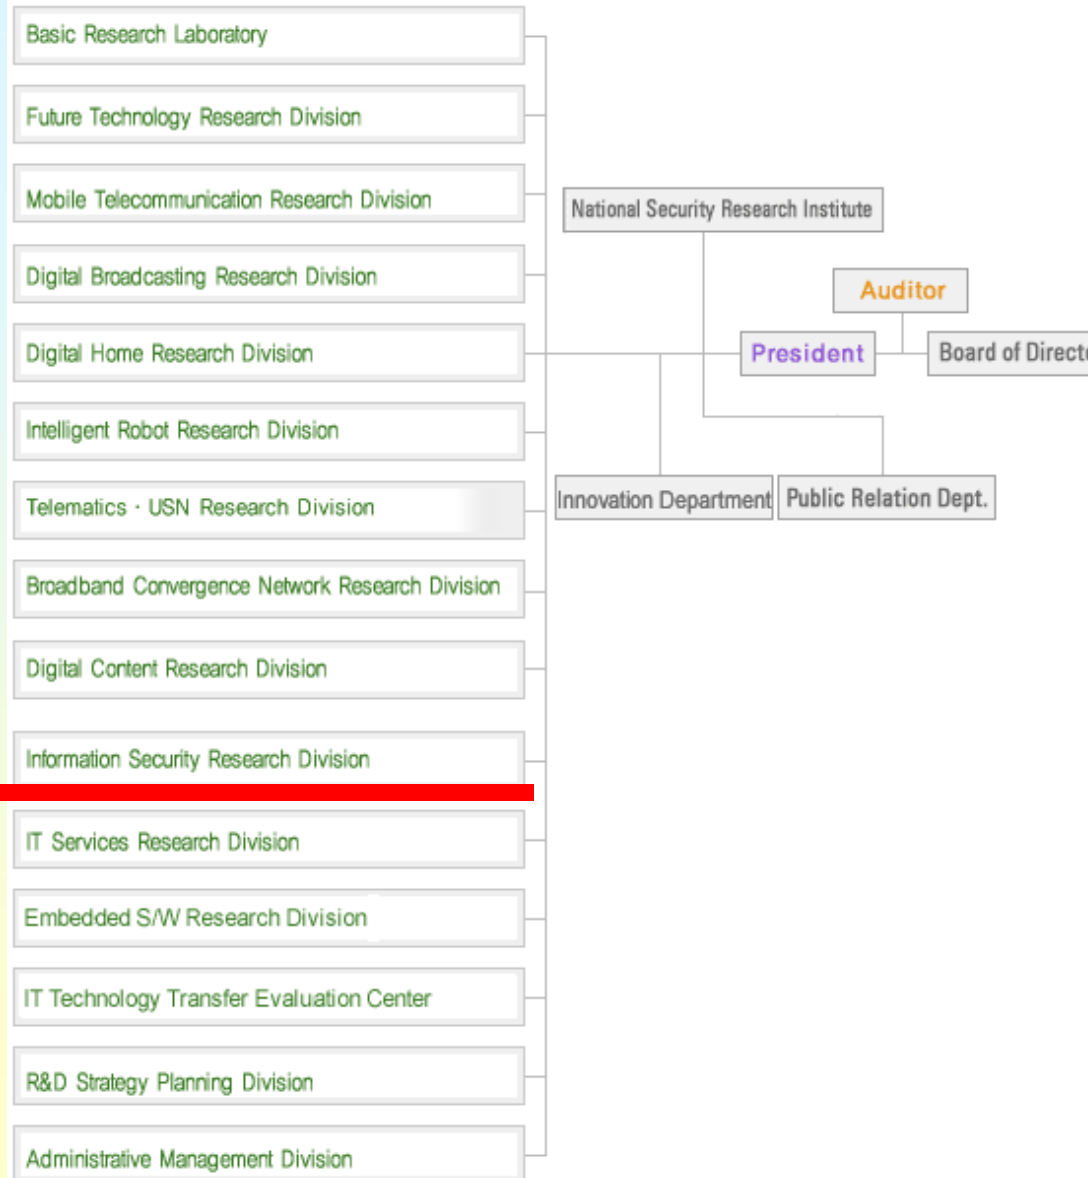 Basic Research Laboratory
Future Technology Research Division
Mobile Telecommunication Research Division
National Security Research Institute
Digital Broadcasting Research Division
Auditor
Digital Home Research Division
President
Board of Directo
Intelligent Robot Research Division
Telematics · USN Research Division
Innovation Department
Public Relation Dept.
Broadband Convergence Network Research Division
Digital Content Research Division
Information Security Research Division
IT Services Research Division
Embedded S/W Research Division
IT Technology Transfer Evaluation Center
R&D Strategy Planning Division
Administrative Management Division